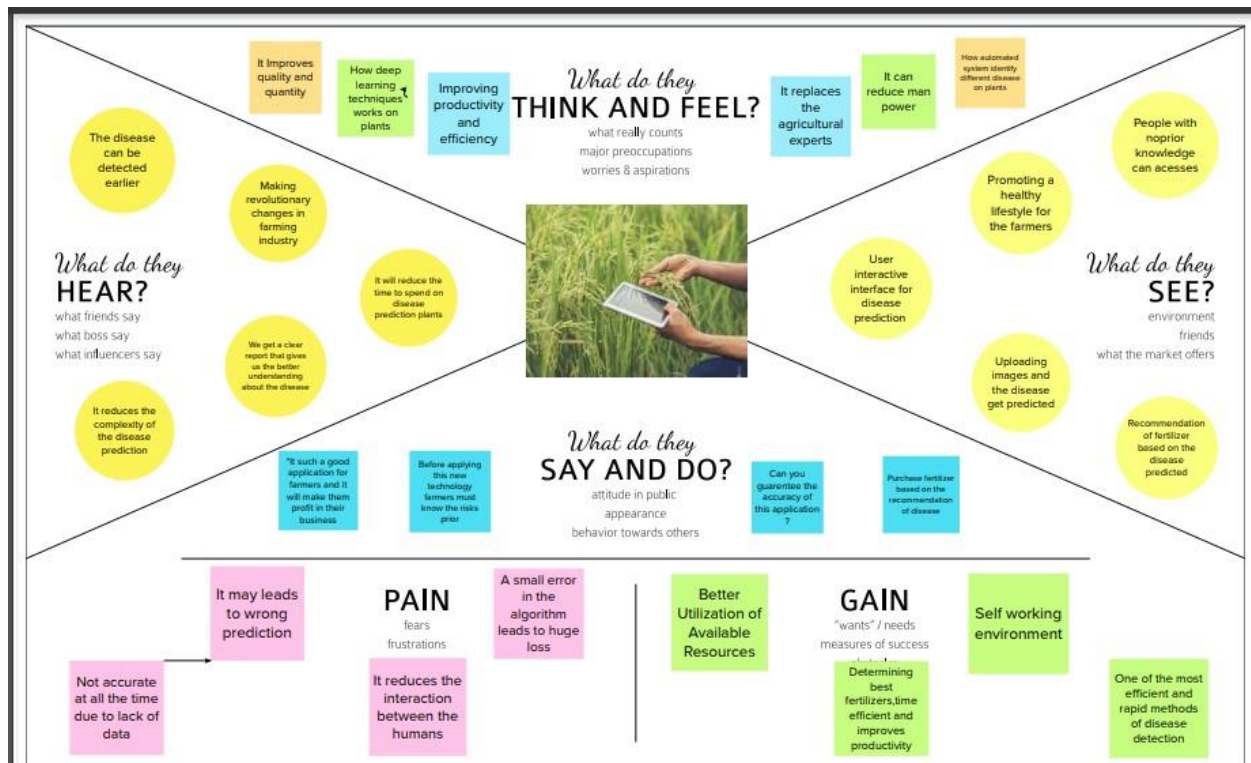 It Improves
quality and
quantity
How deep
learning
techniques
works on
plants
Improving
productivity
and
efficiency
What do they
THINK AND FEEL?
what really counts
major preoccupations
worries & aspirations
It replaces
the
agricultural
experts
It can
reduce man
power
How automated
system identify
different disease
on plants
The disease
can be
detected
earlier
Making
revolutionary
changes in
farming
industry
It will reduce the
time to spend on
disease
prediction plants
What do they
HEAR?
what friends say
what boss say
what influencers say
We get a clear
report that gives
us the better
understanding
about the disease
It reduces the
complexity of
the disease
prediction
People with
noprior
knowledge
can acesses
Promoting a
healthy
lifestyle for
the farmers
User
interactive
interface for
disease
prediction
What do they
SEE?
environment
friends
what the market offers
Uploading
images and
the disease
get predicted
Recommendation
of fertilizer
based on the
disease
predicted
What do they
SAY AND DO?
attitude in public
appearance
behavior towards others
"It such a good
application for
farmers and it
will make them
profit in their
business
Before applying
this new
technology
farmers must
know the risks
prior
Can you
guarentee the
accuracy of
this application
?
Purchase fertilizer
based on the
recommendation
of disease
PAIN
fears
frustrations
It may leads
to wrong
prediction
A small error
in the
algorithm
leads to huge
loss
Not accurate
at all the time
due to lack of
data
It reduces the
interaction
between the
humans
GAIN
"wants" / needs
measures of success
Better
Utilization of
Available
Resources
Self working
environment
Determining
best
fertilizers,time
efficient and
improves
productivity
One of the most
efficient and
rapid methods
of disease
detection